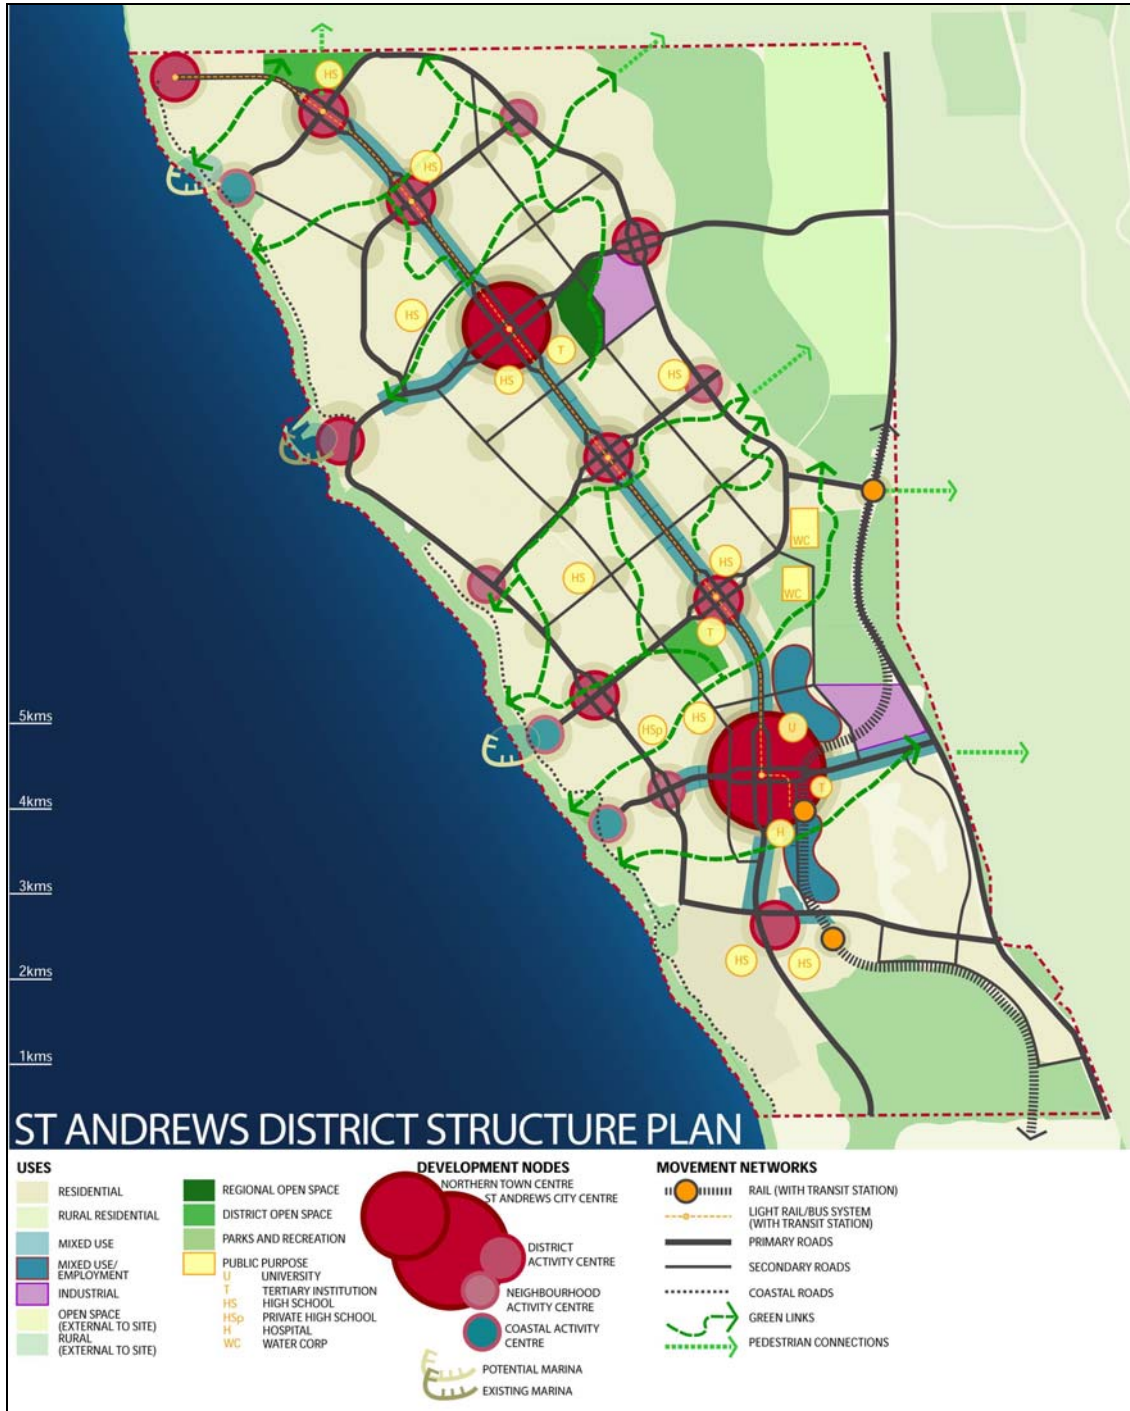 HS
HS
HS
HS
T
HS
HS
WC
HS
HS
WC
T
HS
HSp
U
T
H
HS
HS
5kms
4kms
3kms
2kms
1kms
ST ANDREWS DISTRICT STRUCTURE PLAN
USES
RESIDENTIAL
RURAL RESIDENTIAL
MIXED USE
MIXED USE/
EMPLOYMENT
INDUSTRIAL
OPEN SPACE
(EXTERNAL TO SITE)
RURAL
(EXTERNAL TO SITE)
REGIONAL OPEN SPACE
DISTRICT OPEN SPACE
PARKS AND RECREATION
PUBLIC PURPOSE
U UNIVERSITY
T TERTIARY INSTITUTION
HS HIGH SCHOOL
HSp PRIVATE HIGH SCHOOL
H HOSPITAL
WC WATER CORP
DEVELOPMENT NODES
NORTHERN TOWN CENTRE
ST ANDREWS CITY CENTRE
DISTRICT
ACTIVITY CENTRE
NEIGHBOURHOOD
ACTIVITY CENTRE
COASTAL ACTIVITY
CENTRE
POTENTIAL MARINA
EXISTING MARINA
MOVEMENT NETWORKS
RAIL (WITH TRANSIT STATION)
LIGHT RAIL/BUS SYSTEM
(WITH TRANSIT STATION)
PRIMARY ROADS
SECONDARY ROADS
COASTAL ROADS
GREEN LINKS
PEDESTRIAN CONNECTIONS